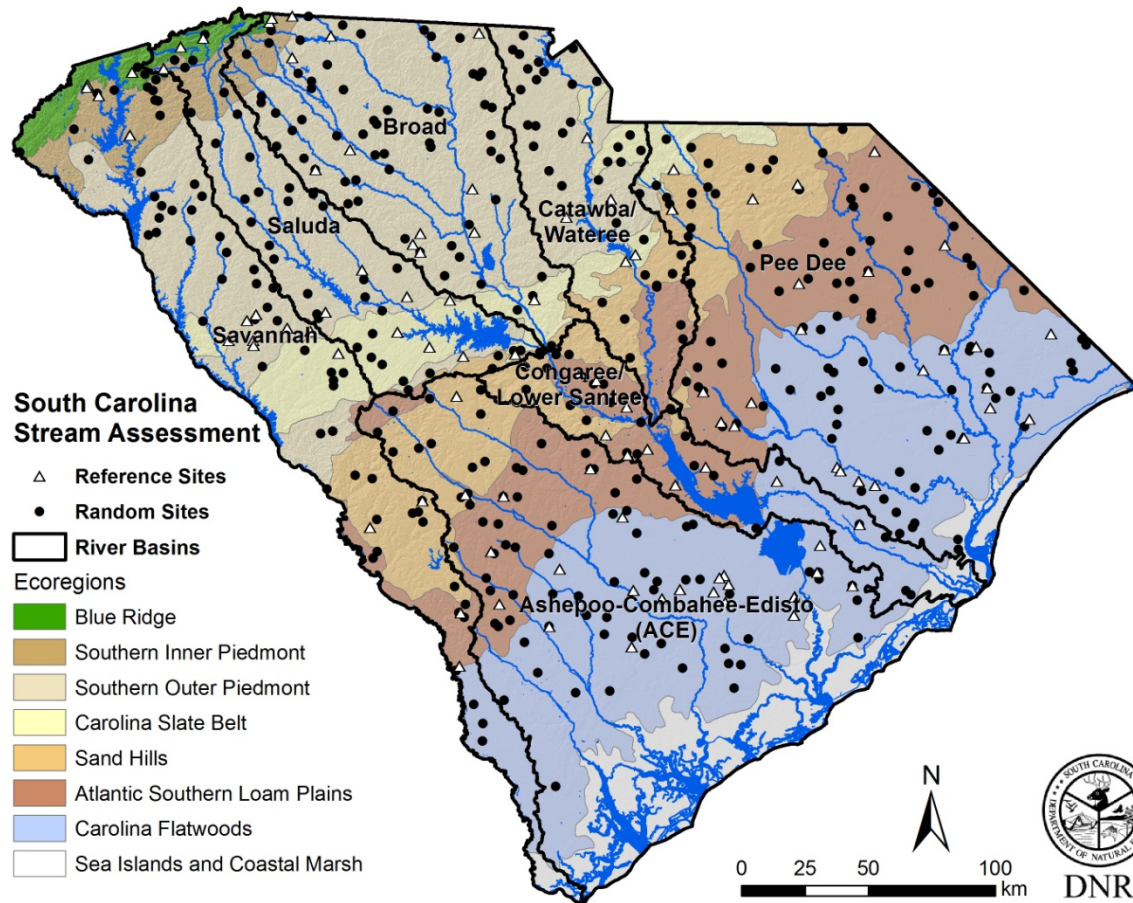 Broad
Saluda
Catawba/
Wateree
Pee Dee
Savannah
Congaree/
Lower Santee
Ashepoo-Combahee-Edisto
(ACE)
South Carolina
Stream Assessment
Reference Sites
Random Sites
River Basins
Ecoregions
Blue Ridge
Southern Inner Piedmont
Southern Outer Piedmont
Carolina Slate Belt
Sand Hills
Atlantic Southern Loam Plains
Carolina Flatwoods
Sea Islands and Coastal Marsh
N
0 25 50 100
km
SOUTH CAROLINA
DEPARTMENT OF NATURAL
DNR